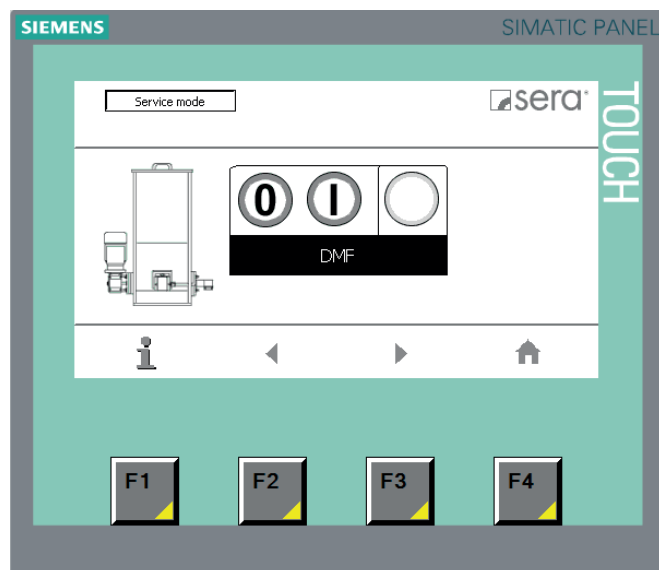 SIEMENS
SIMATIC PANEL
TOUCH
Service mode
sera
0 I
DMF
F1 F2 F3 F4